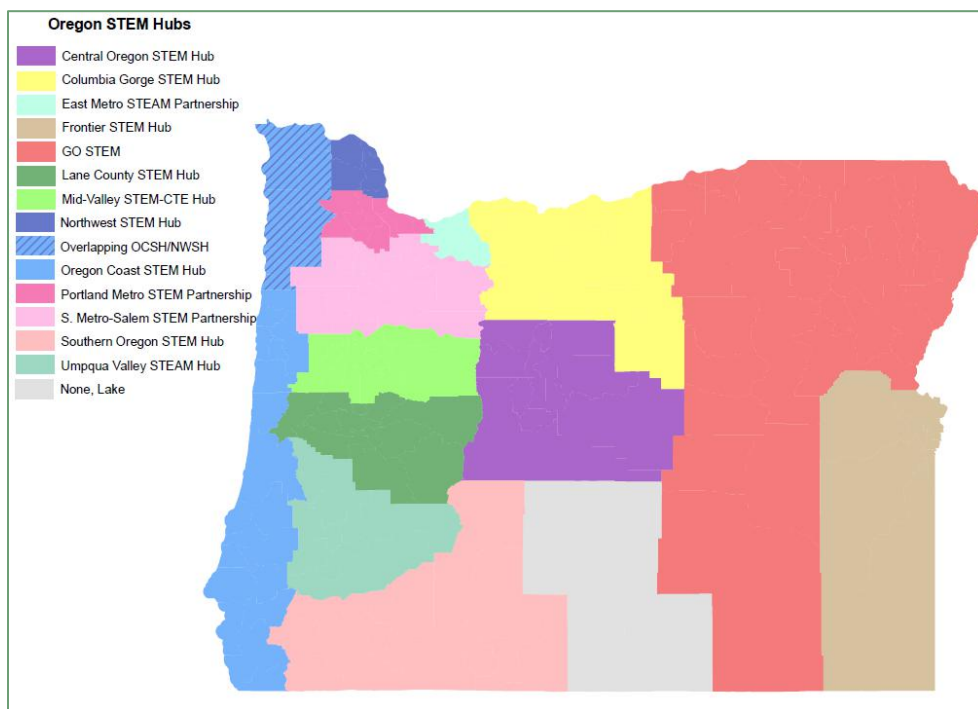 Oregon STEM Hubs
Central Oregon STEM Hub
Columbia Gorge STEM Hub
East Metro STEAM Partnership
Frontier STEM Hub
GO STEM
Lane County STEM Hub
Mid-Valley STEM-CTE Hub
Northwest STEM Hub
Overlapping OCSH/NWSH
Oregon Coast STEM Hub
Portland Metro STEM Partnership
S. Metro-Salem STEM Partnership
Southern Oregon STEM Hub
Umpqua Valley STEAM Hub
None, Lake